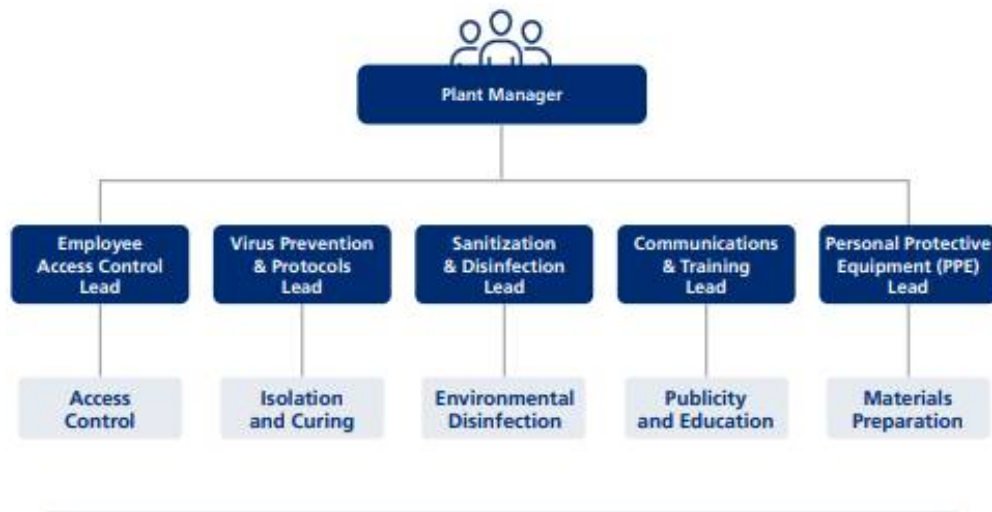 Plant Manager
Employee
Access Control
Lead
Virus Prevention
& Protocols
Lead
Sanitization
& Disinfection
Lead
Communications
& Training
Lead
Personal Protective
Equipment (PPE)
Lead
Access
Control
Isolation
and Curing
Environmental
Disinfection
Publicity
and Education
Materials
Preparation